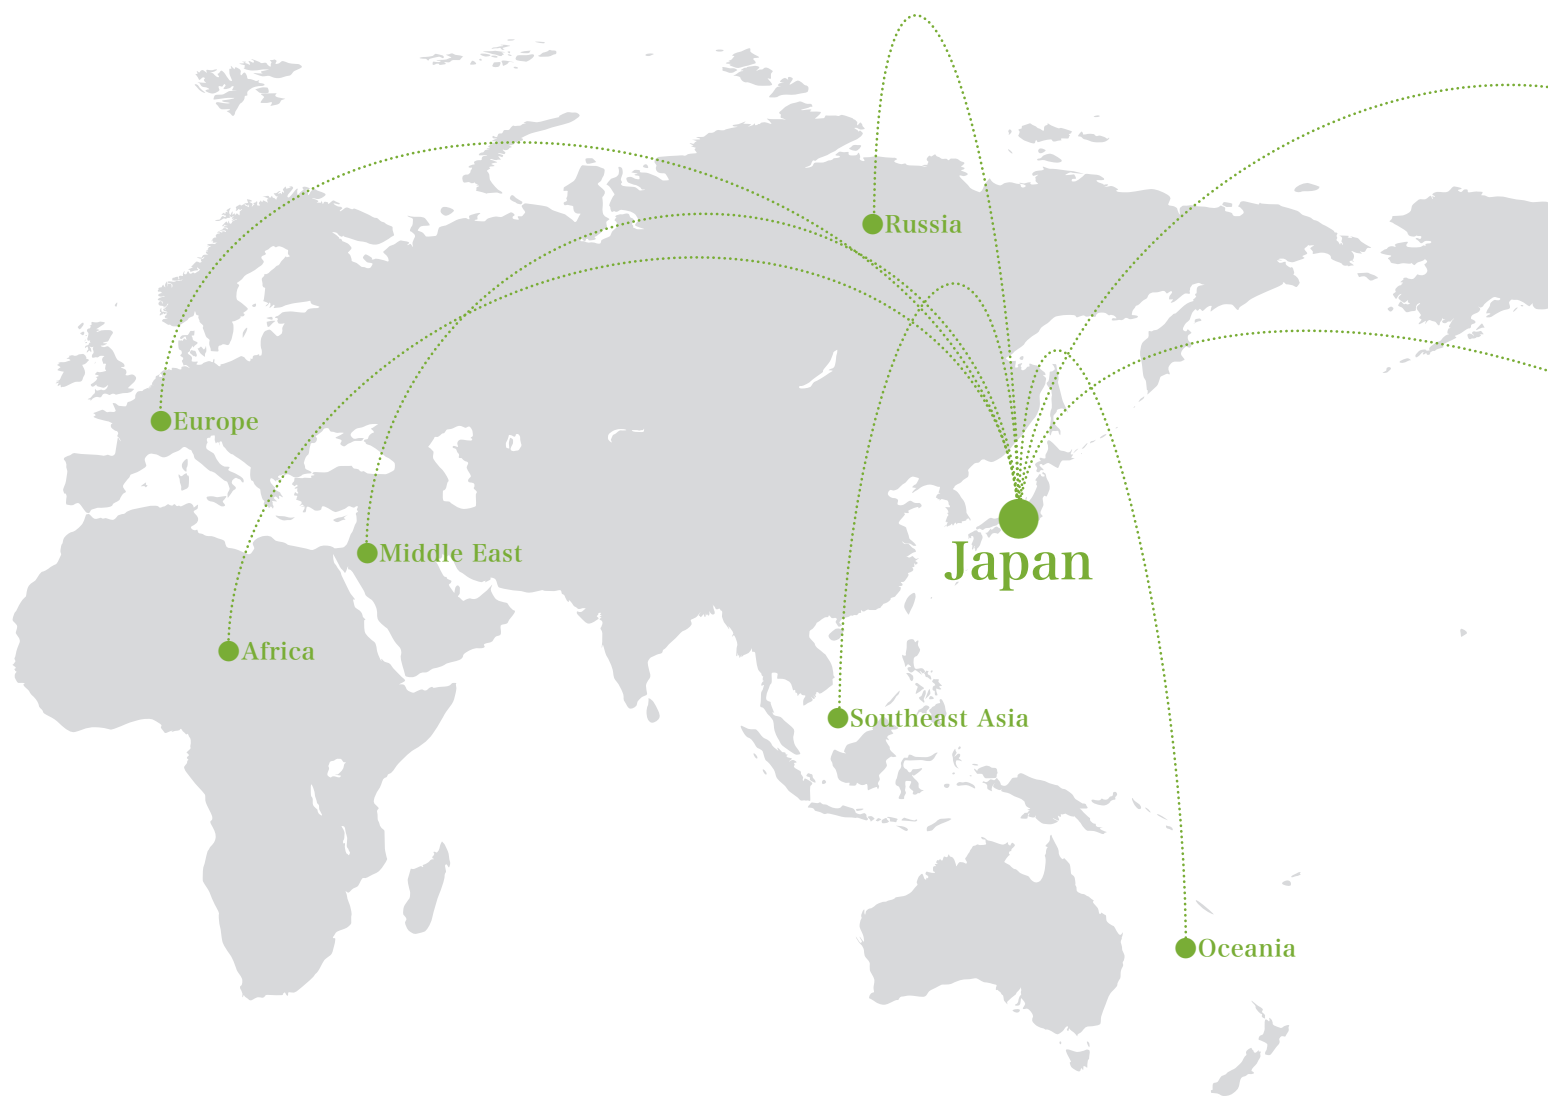 Russia
Europe
Middle East
Japan
Africa
Southeast Asia
Oceania